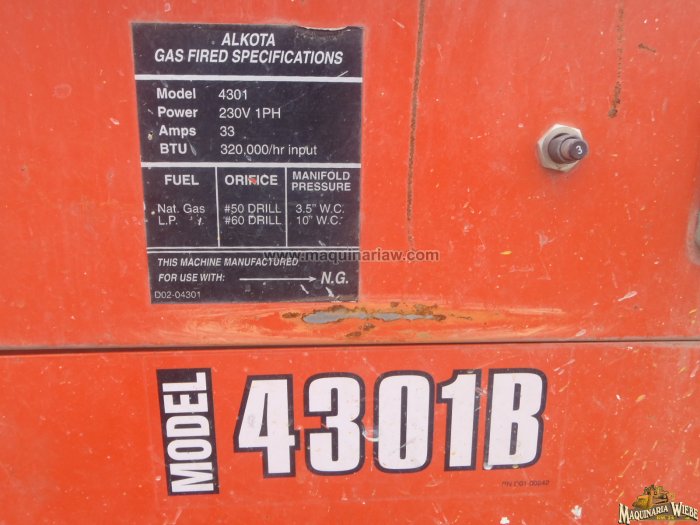 ALKOTA
GAS FIRED SPECIFICATIONS
Model 4301
Power 230V 1PH
Amps 33
BTU 320,000/hr input
FUEL ORIFICE MANIFOLD PRESSURE
Nat. Gas #50 DRILL 3.5" W.C.
L.P. #60 DRILL 10" W.C.
www.maquinariaw.com
THIS MACHINE MANUFACTURED
FOR USE WITH: N.G.
D02-04301
3
MODEL 4301B
MAQUINARIA WIEBE